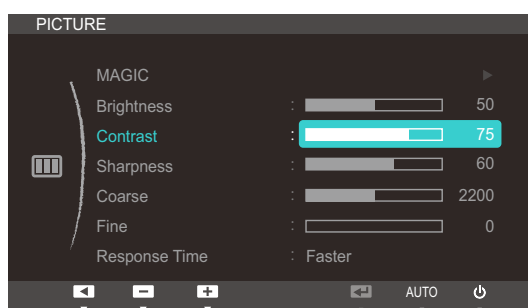 PICTURE
MAGIC
Brightness : 50
Contrast : 75
Sharpness : 60
Coarse : 2200
Fine : 0
Response Time : Faster
AUTO